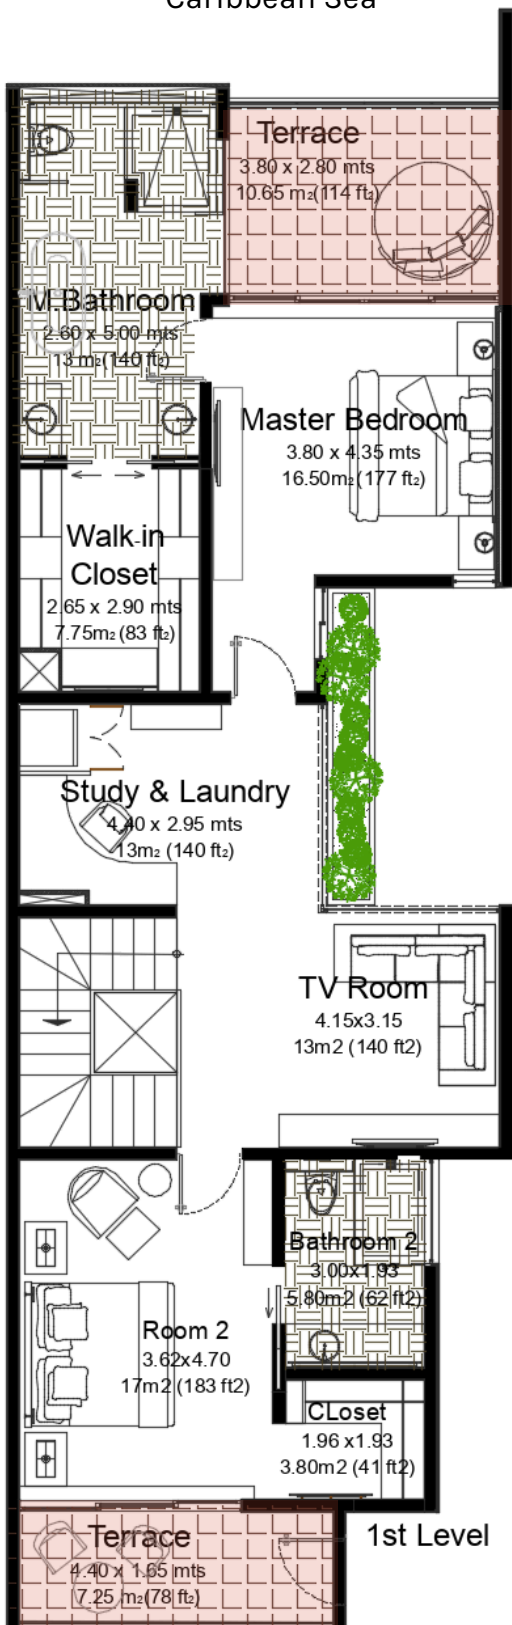 Caribbean Sea
Terrace
3.80 x 2.80 mts
10.65 m2(114 ft2)
M.Bathroom
2.60 x 5.00 mts
13 m2(140 ft2)
Master Bedroom
3.80 x 4.35 mts
16.50m2(177 ft2)
Walk-in
Closet
2.65 x 2.90 mts
7.75m2(83 ft2)
Study & Laundry
4.40 x 2.95 mts
13m2 (140 ft2)
TV Room
4.15x3.15
13m2 (140 ft2)
Bathroom 2
3.00x1.93
5.80m2 (62 ft2)
Room 2
3.62x4.70
17m2 (183 ft2)
CLoset
1.96 x1.93
3.80m2 (41 ft2)
1st Level
Terrace
4.40 x 1.65 mts
7.25 m2(78 ft2)